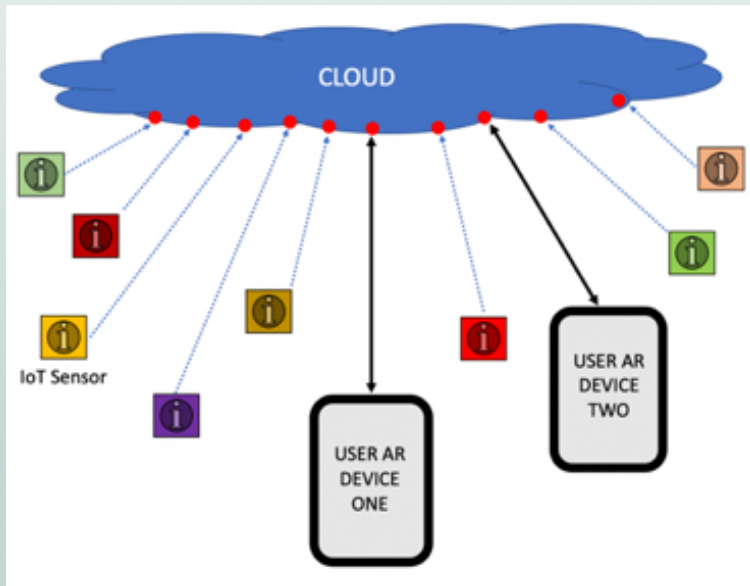 CLOUD
i
i
i
i
i
i
i
i
IoT Sensor
USER AR
DEVICE
TWO
USER AR
DEVICE
ONE